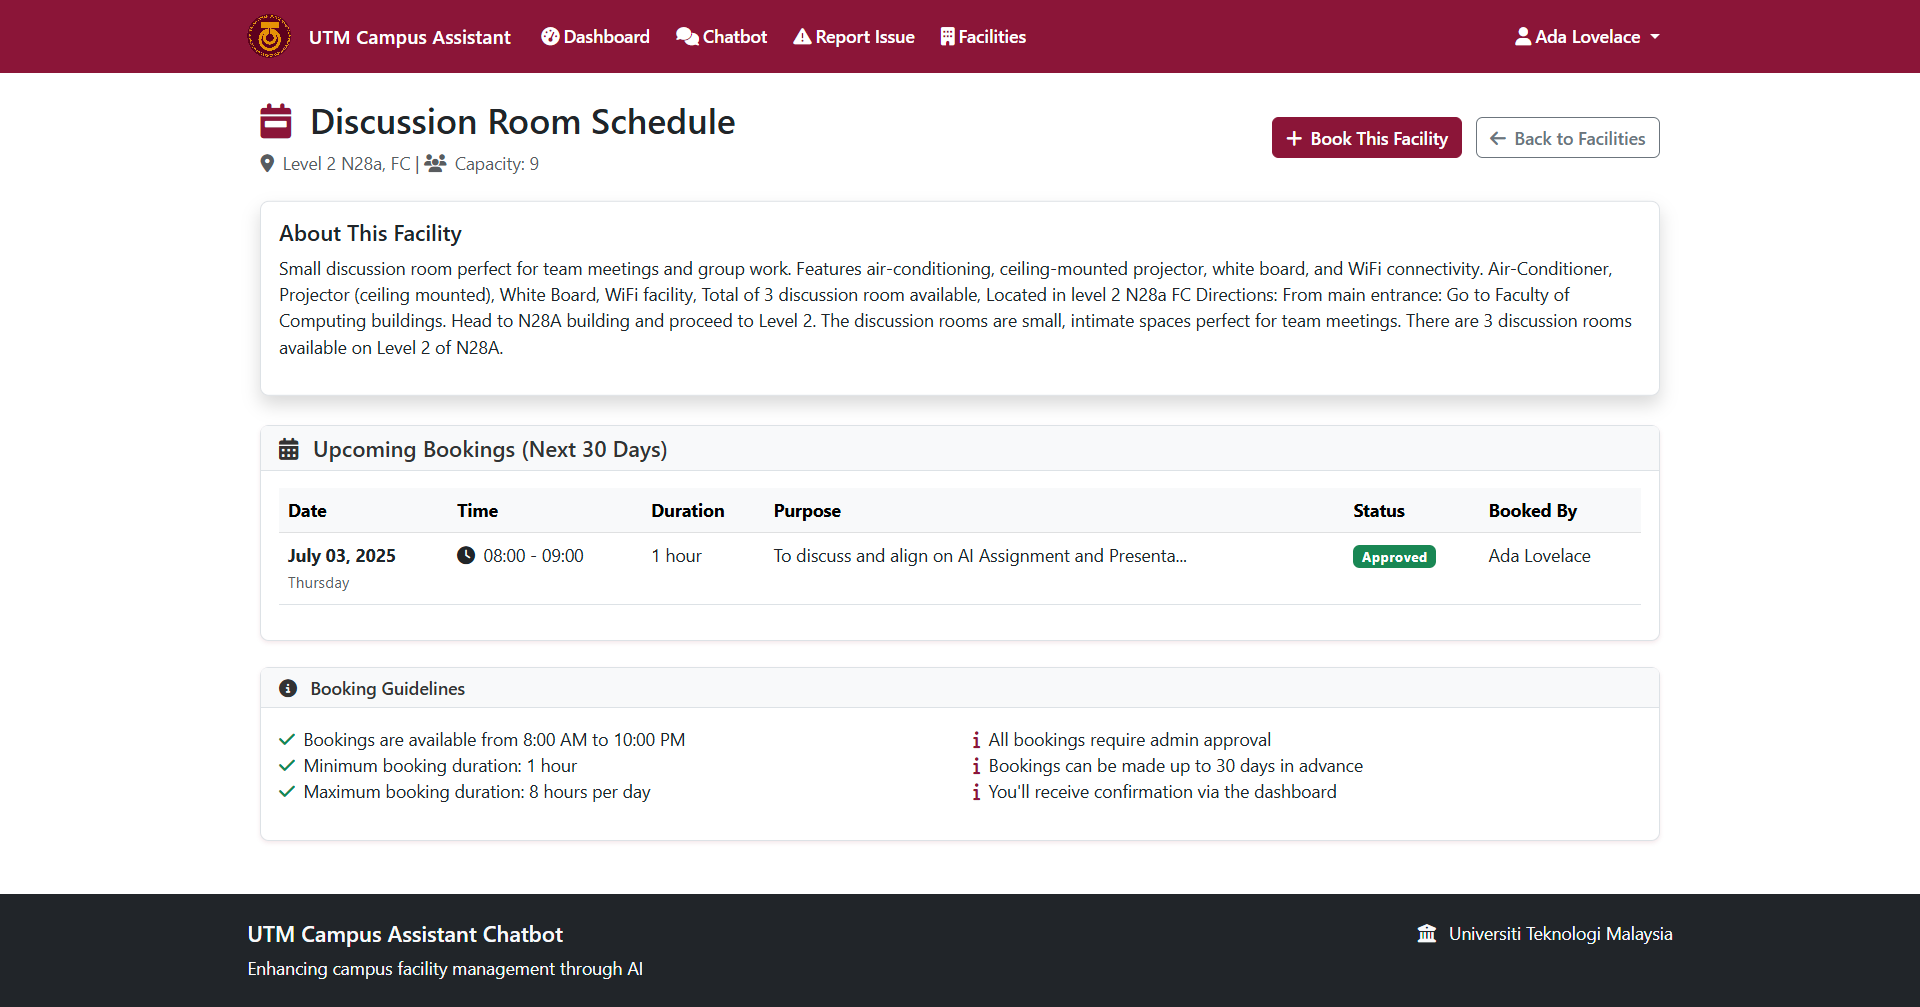 UTM Campus Assistant Dashboard Chatbot Report Issue Facilities Ada Lovelace
Discussion Room Schedule
Level 2 N28a, FC | Capacity: 9
+ Book This Facility
← Back to Facilities
About This Facility
Small discussion room perfect for team meetings and group work. Features air-conditioning, ceiling-mounted projector, white board, and WiFi connectivity. Air-Conditioner,
Projector (ceiling mounted), White Board, WiFi facility, Total of 3 discussion room available, Located in level 2 N28a FC Directions: From main entrance: Go to Faculty of
Computing buildings. Head to N28A building and proceed to Level 2. The discussion rooms are small, intimate spaces perfect for team meetings. There are 3 discussion rooms
available on Level 2 of N28A.
Upcoming Bookings (Next 30 Days)
Date Time Duration Purpose Status Booked By
July 03, 2025 08:00 - 09:00 1 hour To discuss and align on AI Assignment and Presenta... Approved Ada Lovelace
Thursday
Booking Guidelines
Bookings are available from 8:00 AM to 10:00 PM
Minimum booking duration: 1 hour
Maximum booking duration: 8 hours per day
All bookings require admin approval
Bookings can be made up to 30 days in advance
You'll receive confirmation via the dashboard
UTM Campus Assistant Chatbot
Enhancing campus facility management through AI
Universiti Teknologi Malaysia